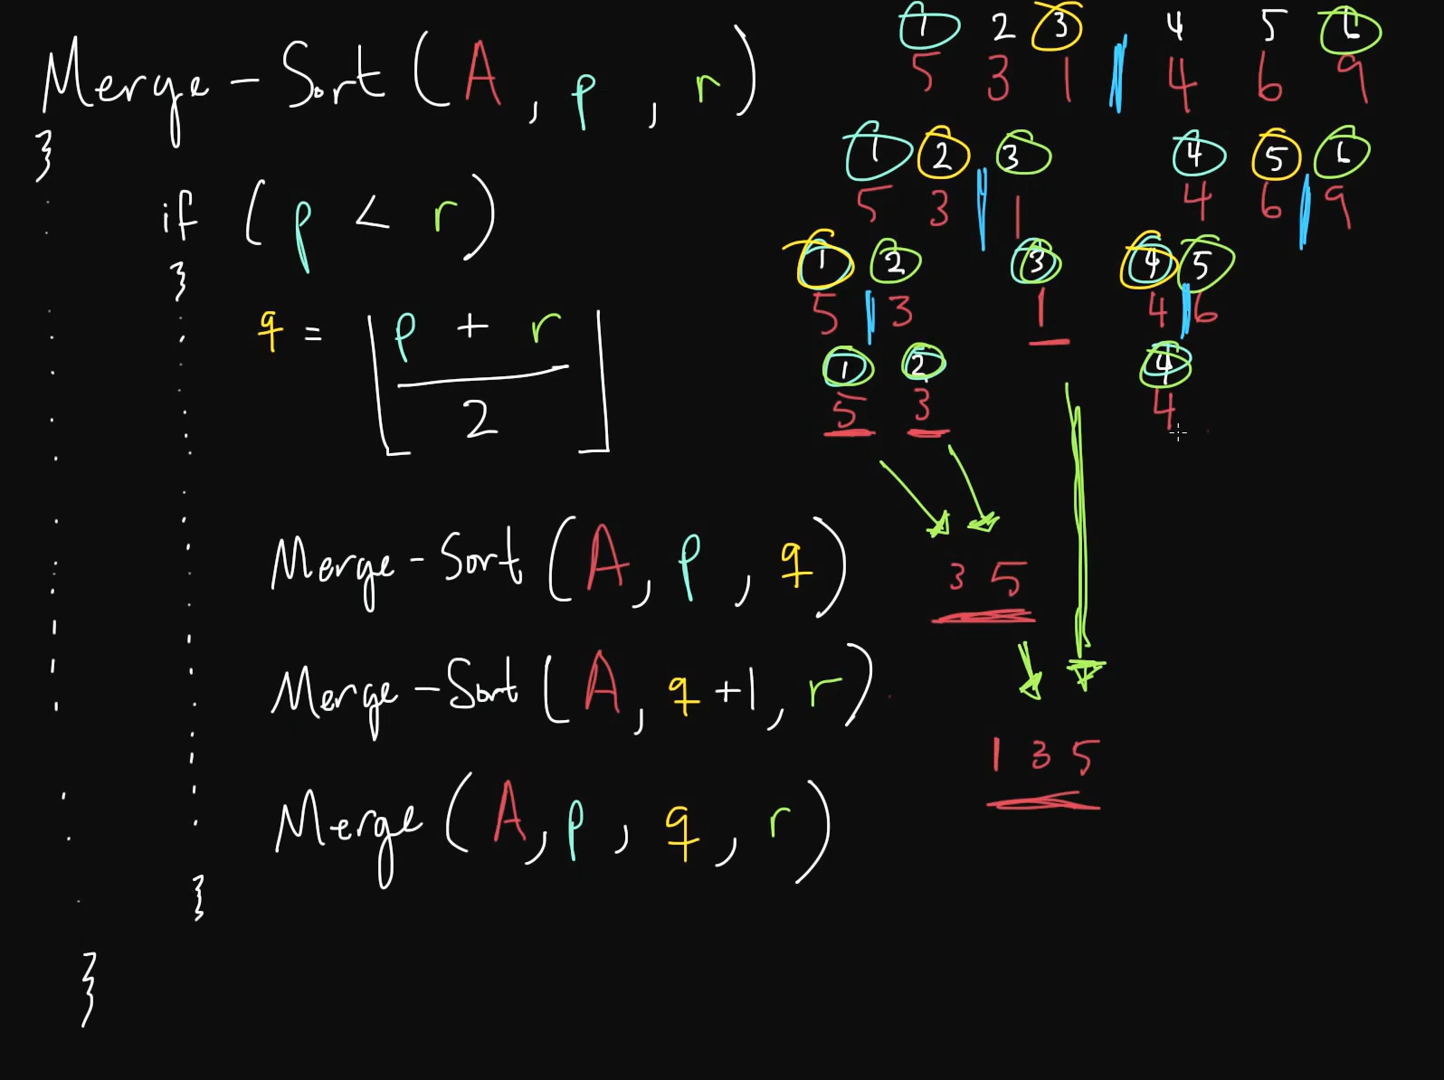 Merge-Sort (A, p, r)
}
if (p < r)
}
q = ⌊ p + r / 2 ⌋
Merge-Sort (A, p, q)
Merge-Sort (A, q+1, r)
Merge (A, p, q, r)
}
}
1 2 3 4 5 6
5 3 1 | 4 6 9
1 2 3 4 5 6
5 3 | 1 4 6 | 9
1 2 3 4 5
5 | 3 1 4 | 6
1 2 4
5 3 4
3 5
1 3 5